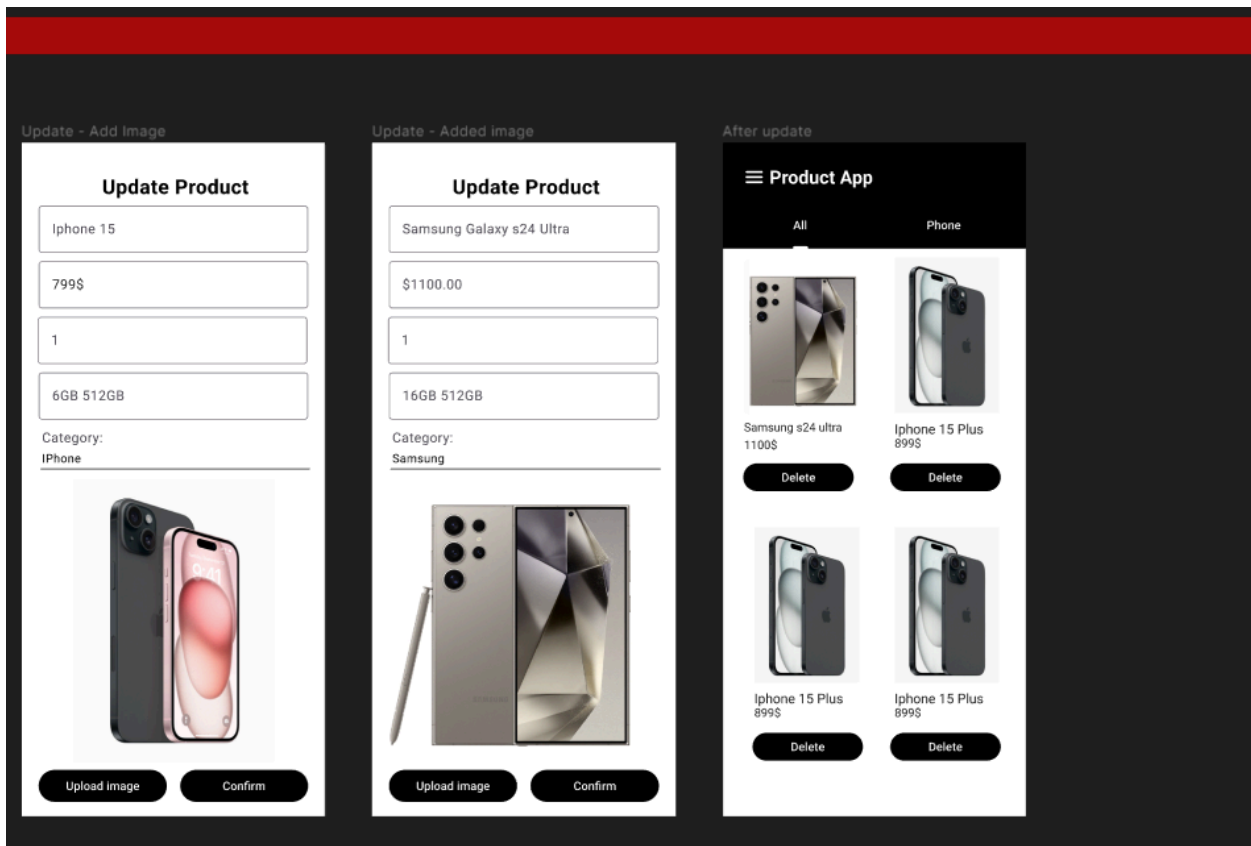 Update - Add Image
Update Product
Iphone 15
799$
1
6GB 512GB
Category:
IPhone
9:41
Upload image
Confirm
Update - Added image
Update Product
Samsung Galaxy s24 Ultra
$1100.00
1
16GB 512GB
Category:
Samsung
SAMSUNG
Upload image
Confirm
After update
Product App
All
Phone
Samsung s24 ultra
1100$
Delete
Iphone 15 Plus
899$
Delete
Iphone 15 Plus
899$
Delete
Iphone 15 Plus
899$
Delete